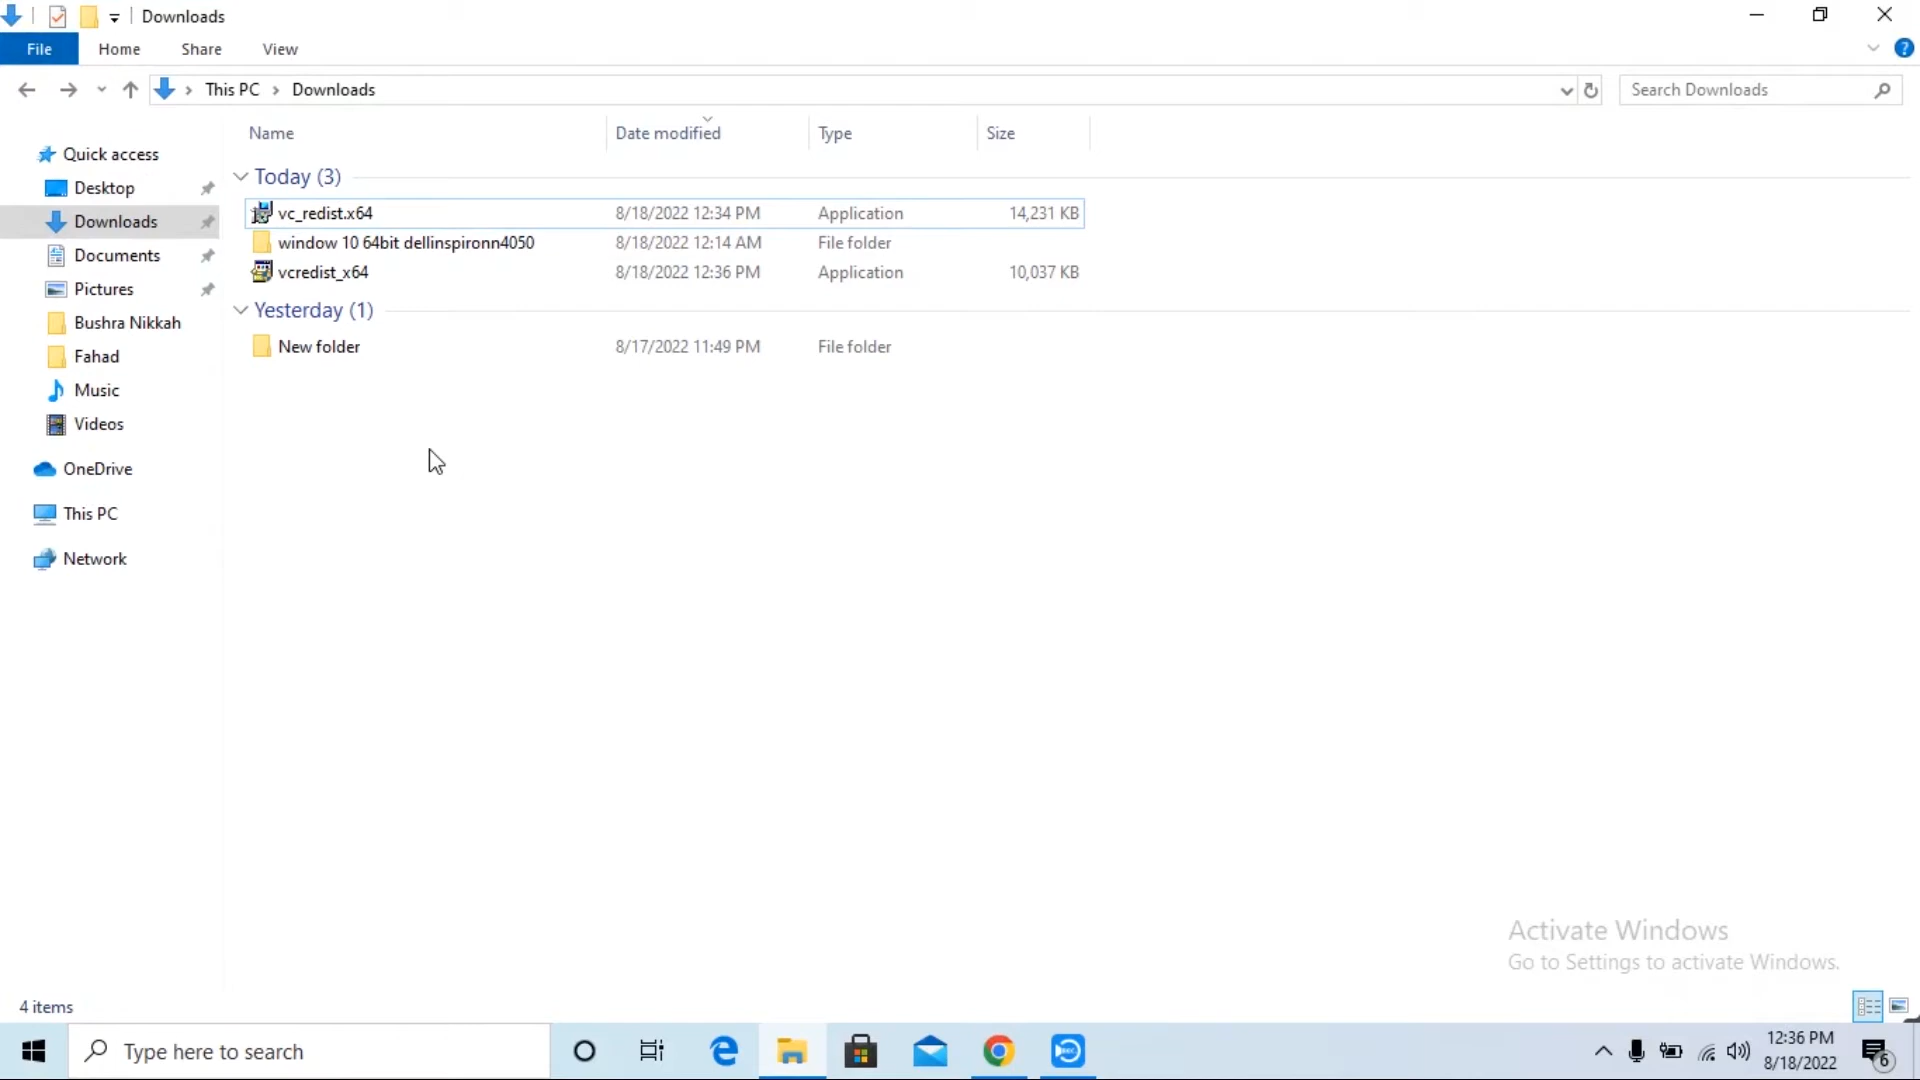 Downloads
File Home Share View
This PC Downloads Search Downloads
Name Date modified Type Size
Quick access
Desktop
Downloads
Documents
Pictures
Bushra Nikkah
Fahad
Music
Videos
OneDrive
This PC
Network
Today (3)
vc_redist.x64 8/18/2022 12:34 PM Application 14,231 KB
window 10 64bit dellinspironn4050 8/18/2022 12:14 AM File folder
vcredist_x64 8/18/2022 12:36 PM Application 10,037 KB
Yesterday (1)
New folder 8/17/2022 11:49 PM File folder
Activate Windows
Go to Settings to activate Windows.
4 items
Type here to search
REC
12:36 PM
8/18/2022
6